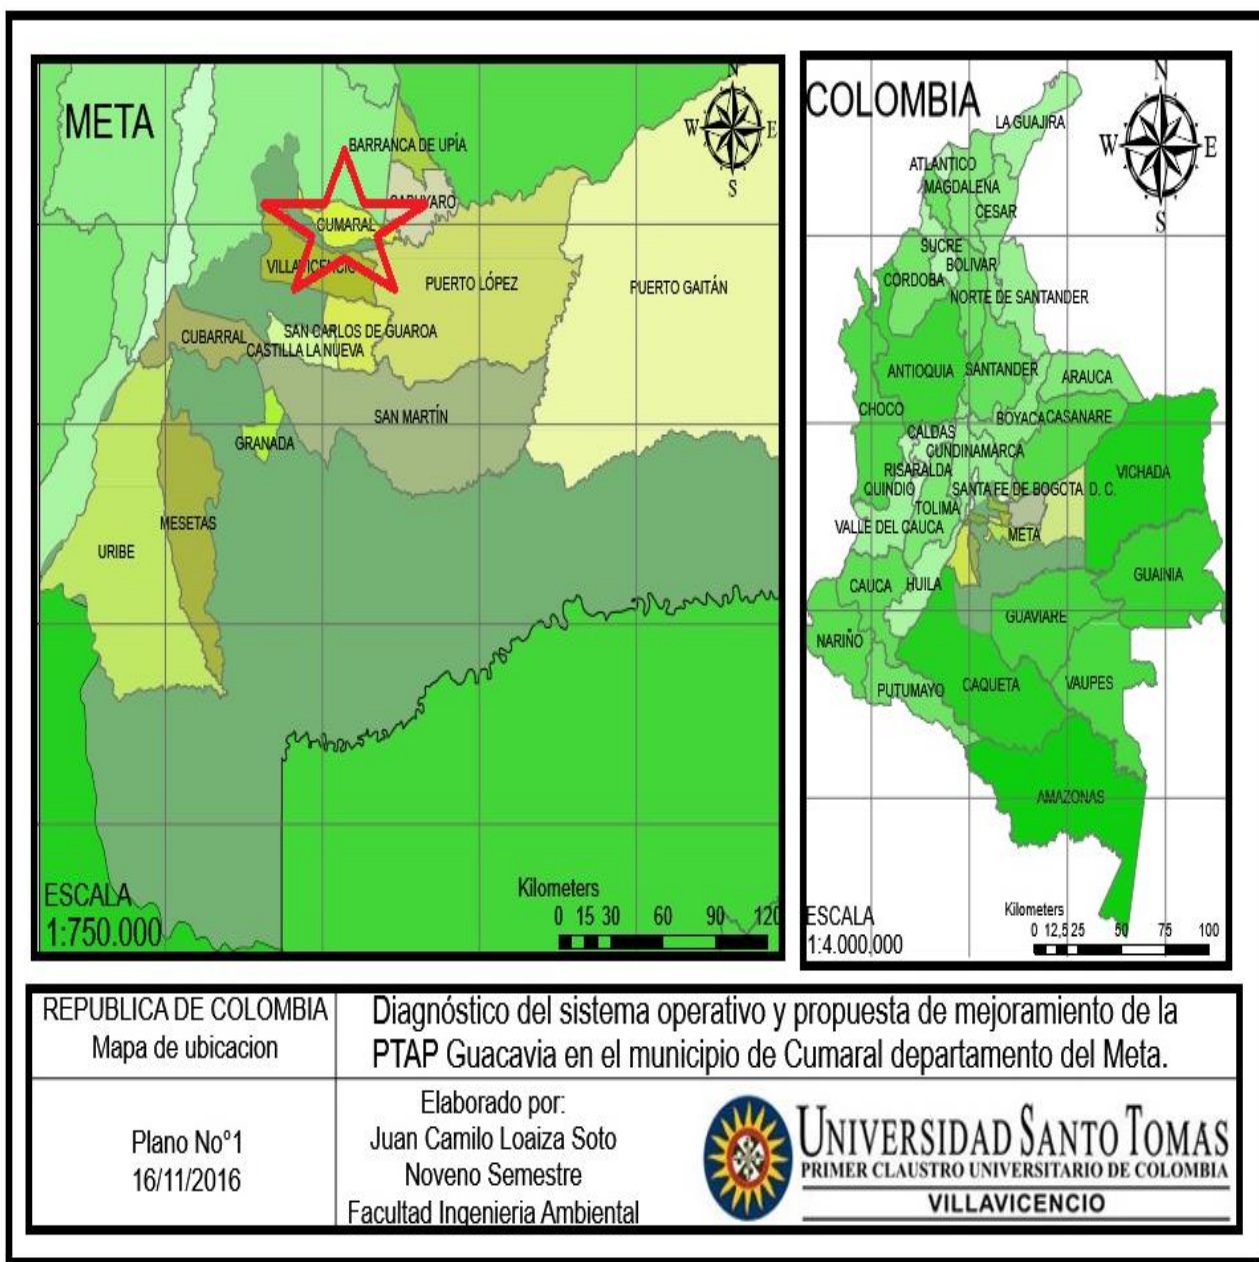 META
N
W E
S
BARRANCA DE UPÍA
CUMARAL
VILLAVICENCIO
PUERTO LÓPEZ
PUERTO GAITÁN
CUBARRAL
SAN CARLOS DE GUAROA
CASTILLA LA NUEVA
SAN MARTÍN
GRANADA
MESETAS
URIBE
ESCALA
1:750.000
Kilometers
0 15 30 60 90 120
COLOMBIA
N
W E
S
LA GUAJIRA
ATLANTICO
MAGDALENA
CESAR
SUCRE
BOLIVAR
CORDOBA
NORTE DE SANTANDER
ANTIOQUIA
SANTANDER
ARAUCA
CHOCO
BOYACA
CASANARE
CALDAS
CUNDINAMARCA
RISARALDA
VICHADA
QUINDIO
SANTA FE DE BOGOTA D. C.
TOLIMA
VALLE DEL CAUCA
META
GUAINIA
CAUCA
HUILA
GUAVIARE
NARIÑO
PUTUMAYO
CAQUETA
VAUPES
AMAZONAS
ESCALA
1:4.000.000
Kilometers
0 12,5 25 50 75 100
REPUBLICA DE COLOMBIA
Mapa de ubicacion
Diagnóstico del sistema operativo y propuesta de mejoramiento de la
PTAP Guacavia en el municipio de Cumaral departamento del Meta.
Plano Noº1
16/11/2016
Elaborado por:
Juan Camilo Loaiza Soto
Noveno Semestre
Facultad Ingenieria Ambiental
UNIVERSIDAD SANTO TOMAS
PRIMER CLAUSTRO UNIVERSITARIO DE COLOMBIA
VILLAVICENCIO